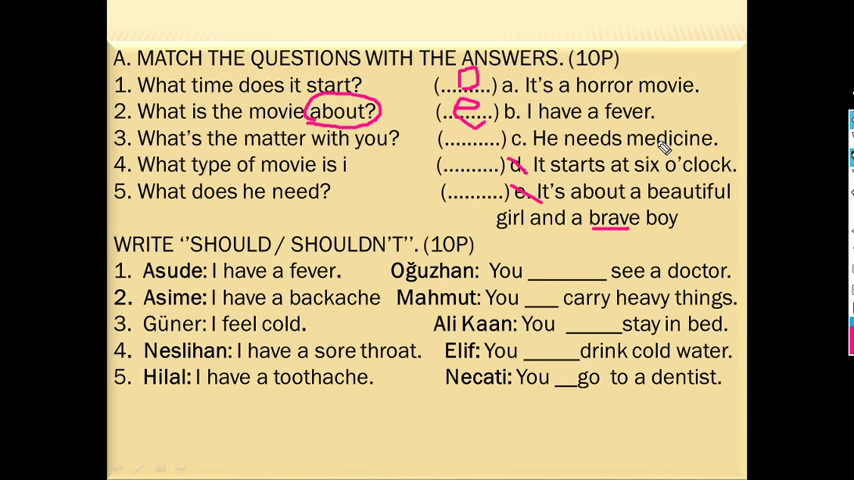 A. MATCH THE QUESTIONS WITH THE ANSWERS. (10P)
1. What time does it start? (..........) a. It's a horror movie.
2. What is the movie about? (..........) b. I have a fever.
3. What's the matter with you? (..........) c. He needs medicine.
4. What type of movie is i (..........) d. It starts at six o'clock.
5. What does he need? (..........) e. It's about a beautiful
girl and a brave boy
WRITE ‘'SHOULD / SHOULDN'T’'. (10P)
1. Asude: I have a fever. Oğuzhan: You ________ see a doctor.
2. Asime: I have a backache Mahmut: You ___ carry heavy things.
3. Güner: I feel cold. Ali Kaan: You _____stay in bed.
4. Neslihan: I have a sore throat. Elif: You _____drink cold water.
5. Hilal: I have a toothache. Necati: You __go to a dentist.